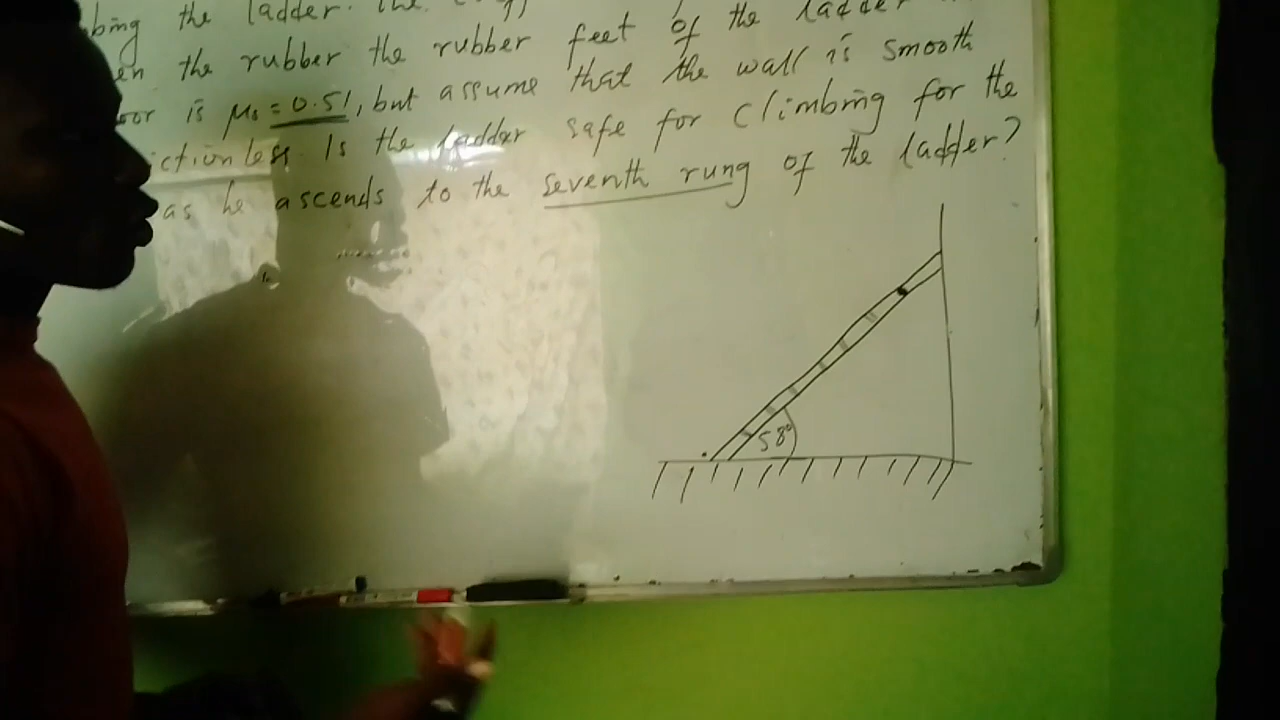 bing the ladder. The
en the rubber the rubber feet of the ladder
oor is μs = 0.51, but assume that the wall is smooth
ictionless. Is the ladder safe for climbing for the
as he ascends to the seventh rung of the ladder?
58°